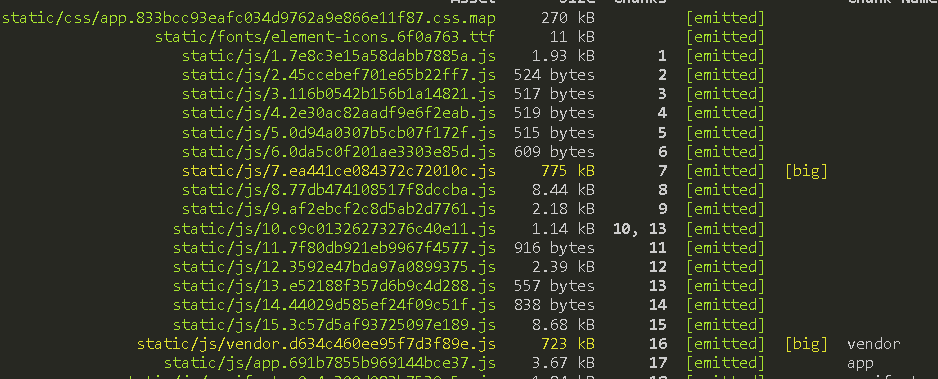 Asset Size Chunks Chunk Name
static/css/app.833bcc93eafc034d9762a9e866e11f87.css.map 270 kB [emitted]
static/fonts/element-icons.6f0a763.ttf 11 kB [emitted]
static/js/1.7e8c3e15a58dabb7885a.js 1.93 kB 1 [emitted]
static/js/2.45ccebef701e65b22ff7.js 524 bytes 2 [emitted]
static/js/3.116b0542b156b1a14821.js 517 bytes 3 [emitted]
static/js/4.2e30ac82aadf9e6f2eab.js 519 bytes 4 [emitted]
static/js/5.0d94a0307b5cb07f172f.js 515 bytes 5 [emitted]
static/js/6.0da5c0f201ae3303e85d.js 609 bytes 6 [emitted]
static/js/7.ea441ce084372c72010c.js 775 kB 7 [emitted] [big]
static/js/8.77db474108517f8dccba.js 8.44 kB 8 [emitted]
static/js/9.af2ebcf2c8d5ab2d7761.js 2.18 kB 9 [emitted]
static/js/10.c9c01326273276c40e11.js 1.14 kB 10, 13 [emitted]
static/js/11.7f80db921eb9967f4577.js 916 bytes 11 [emitted]
static/js/12.3592e47bda97a0899375.js 2.39 kB 12 [emitted]
static/js/13.e52188f357d6b9c4d288.js 557 bytes 13 [emitted]
static/js/14.44029d585ef24f09c51f.js 838 bytes 14 [emitted]
static/js/15.3c57d5af93725097e189.js 8.68 kB 15 [emitted]
static/js/vendor.d634c460ee95f7d3f89e.js 723 kB 16 [emitted] [big] vendor
static/js/app.691b7855b969144bce37.js 3.67 kB 17 [emitted] app